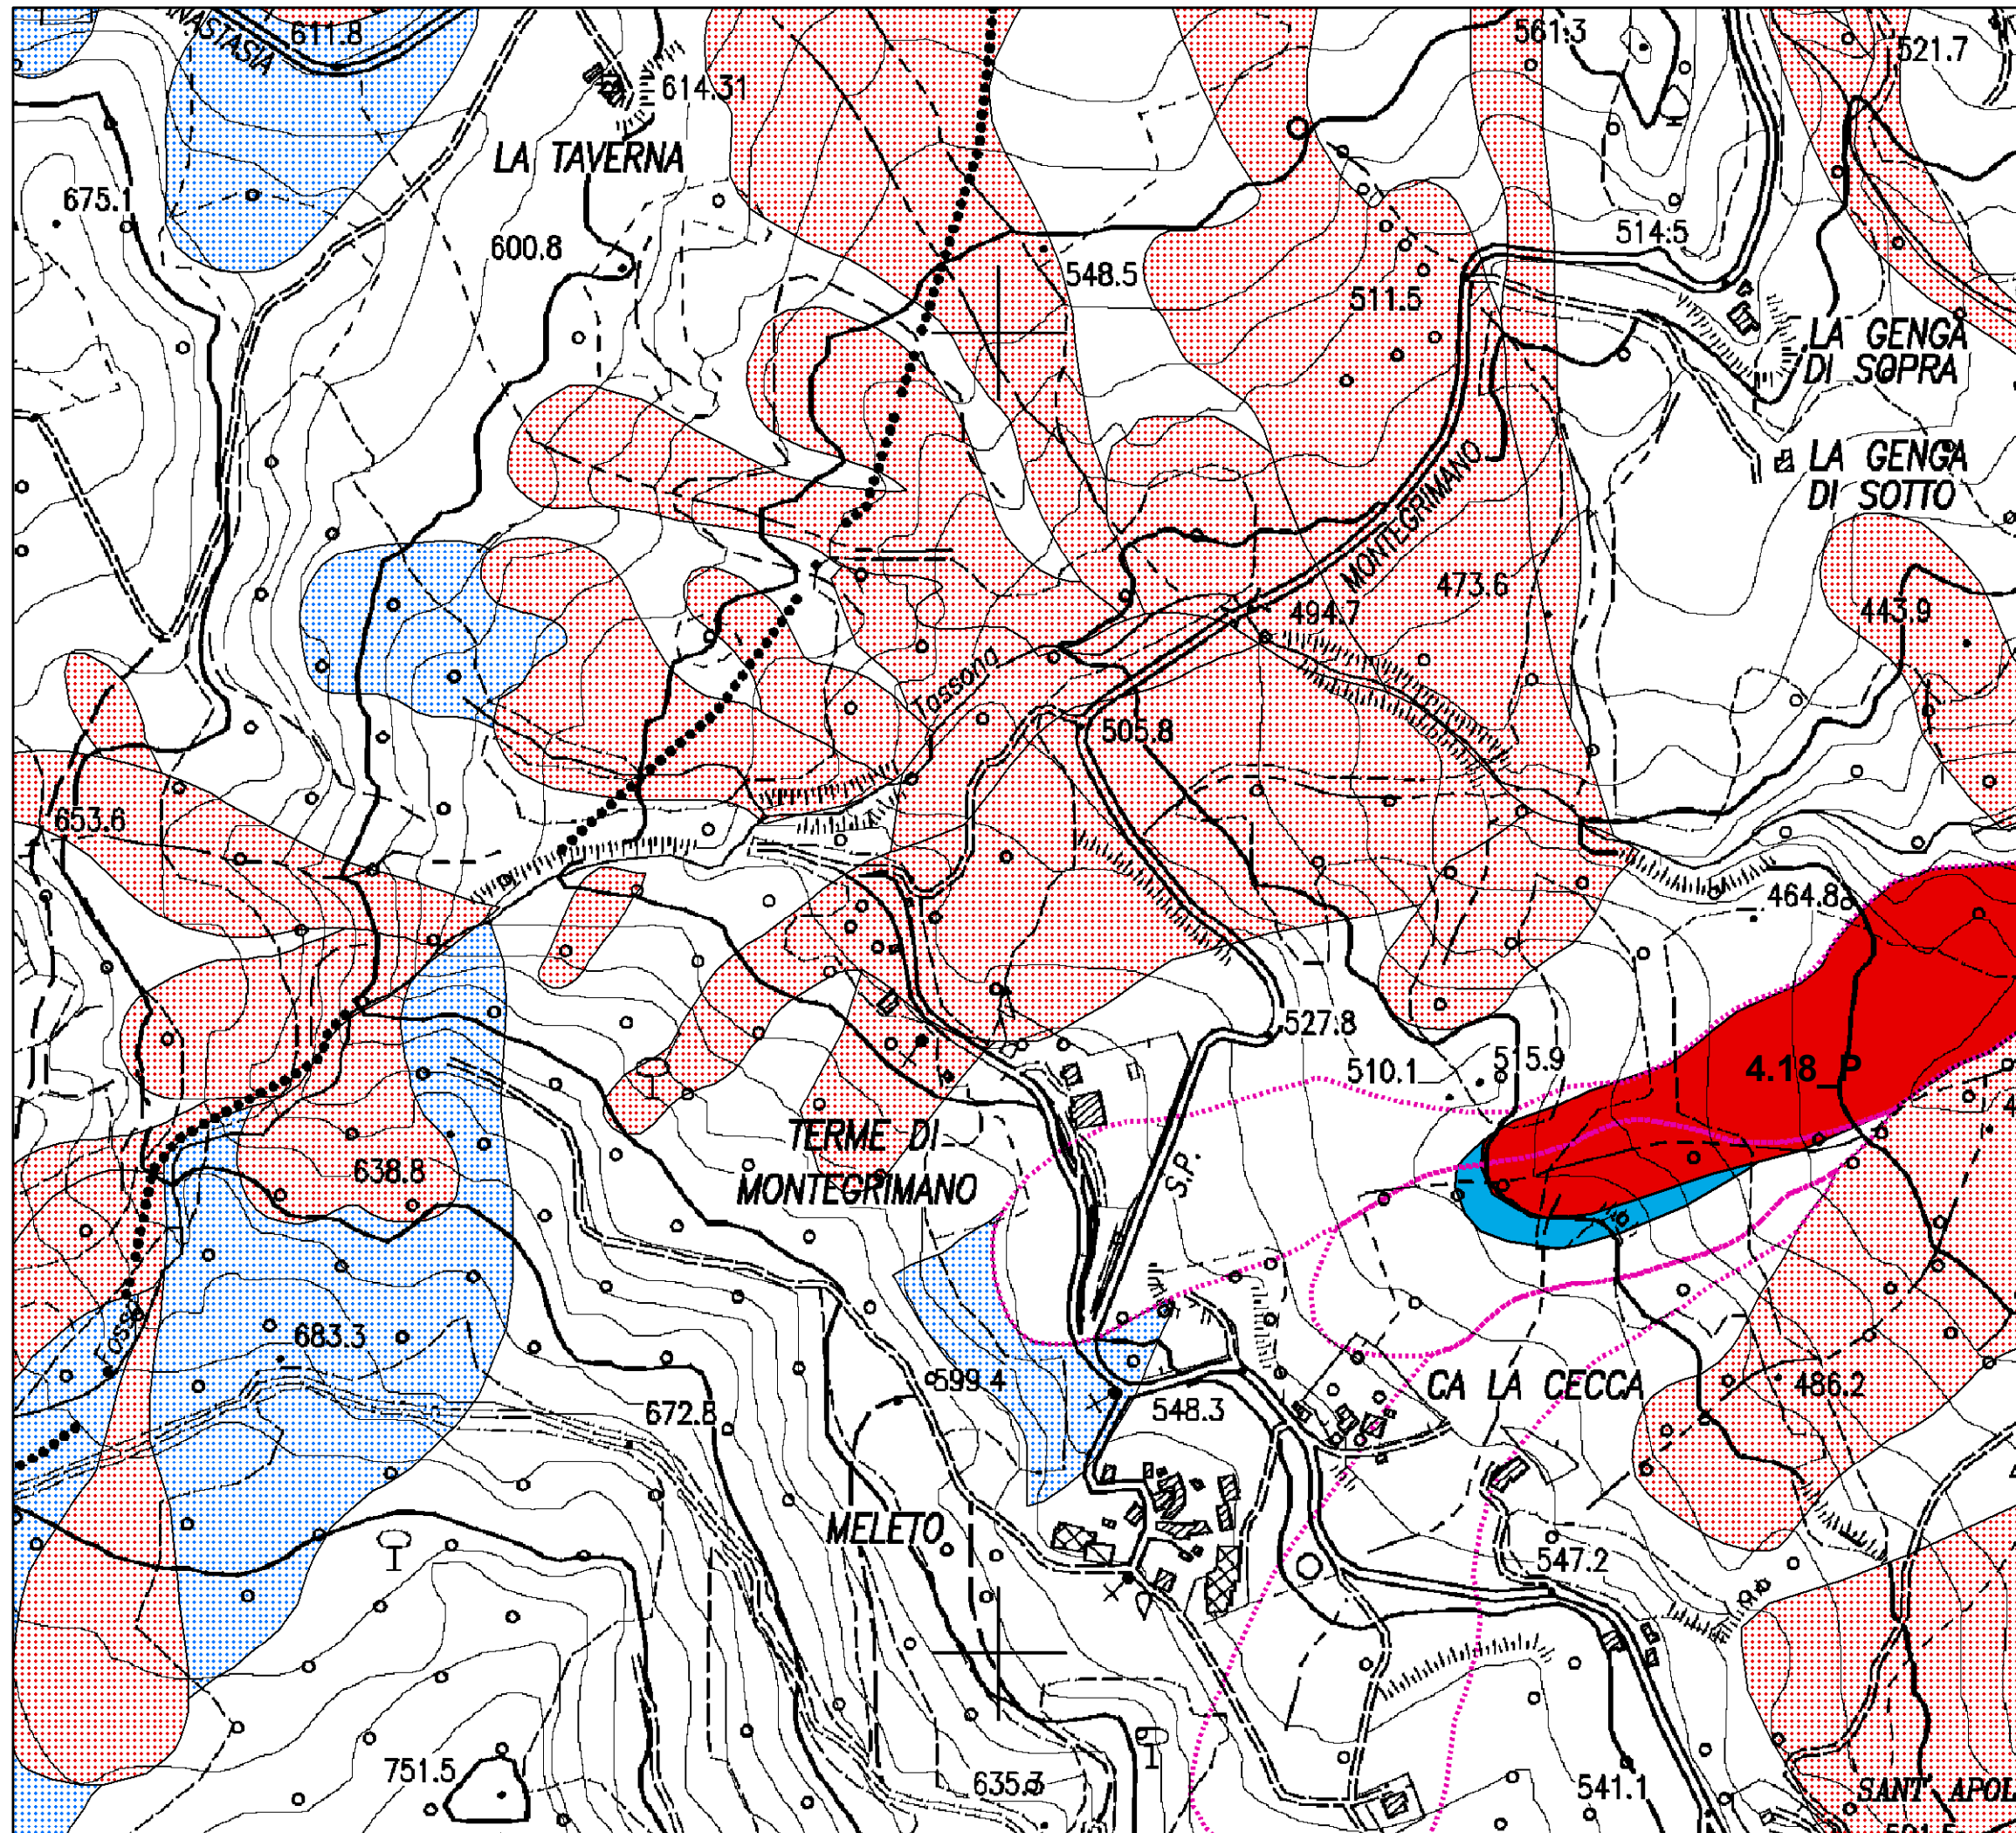 611.8
561.3
521.7
614.31
LA TAVERNA
675.1
600.8
548.5
514.5
511.5
LA GENGA
DI SOPRA
LA GENGA
DI SOTTO
MONTEGRIMANO
473.6
494.7
443.9
Tassona
505.8
653.6
464.8
527.8
510.1
515.9
4.18_P
TERME DI
MONTEGRIMANO
638.8
S.P.
Fosso
683.3
599.4
672.8
548.3
CA LA CECCA
486.2
MELETO
547.2
751.5
635.3
541.1
SANT' APOL